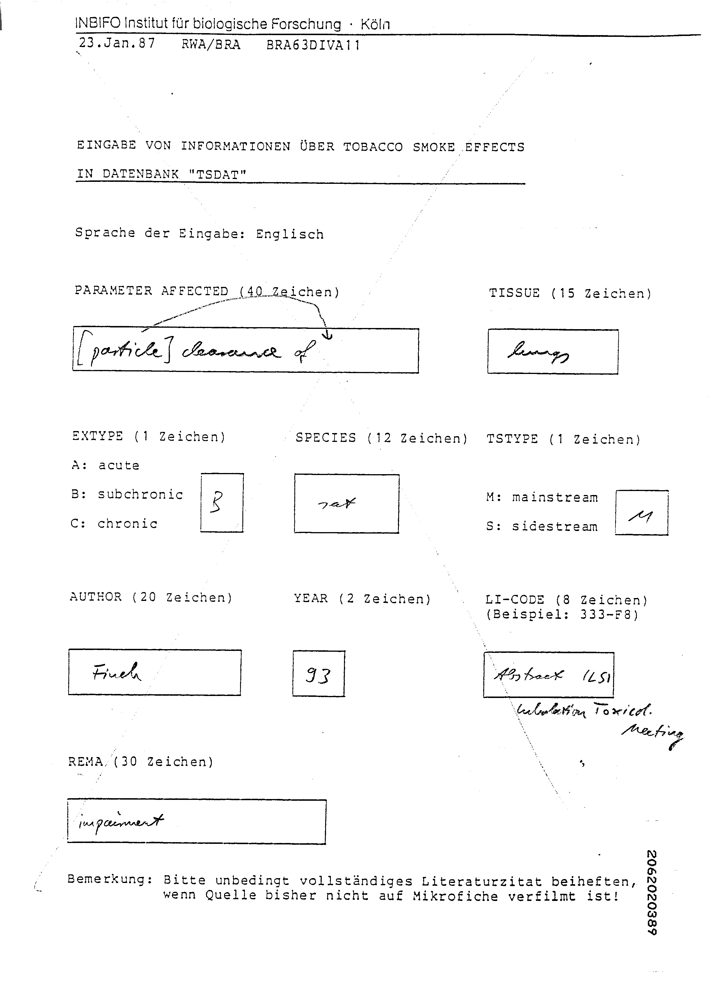 INBIFO Institut für biologische Forschung · Köln
23.Jan.87 RWA/BRA BRA63DIVA11
EINGABE VON INFORMATIONEN ÜBER TOBACCO SMOKE EFFECTS
IN DATENBANK "TSDAT"
Sprache der Eingabe: Englisch
PARAMETER AFFECTED (40 Zeichen) TISSUE (15 Zeichen)
[particle] clearance of lungs
EXTYPE (1 Zeichen) SPECIES (12 Zeichen) TSTYPE (1 Zeichen)
A: acute
B: subchronic B rat M: mainstream M
C: chronic S: sidestream
AUTHOR (20 Zeichen) YEAR (2 Zeichen) LI-CODE (8 Zeichen)
(Beispiel: 333-F8)
Finch 93 Abstract ILSI
Inhalation Toxicol.
Meeting
REMA (30 Zeichen)
impairment
Bemerkung: Bitte unbedingt vollständiges Literaturzitat beiheften,
wenn Quelle bisher nicht auf Mikrofiche verfilmt ist!
2062020389